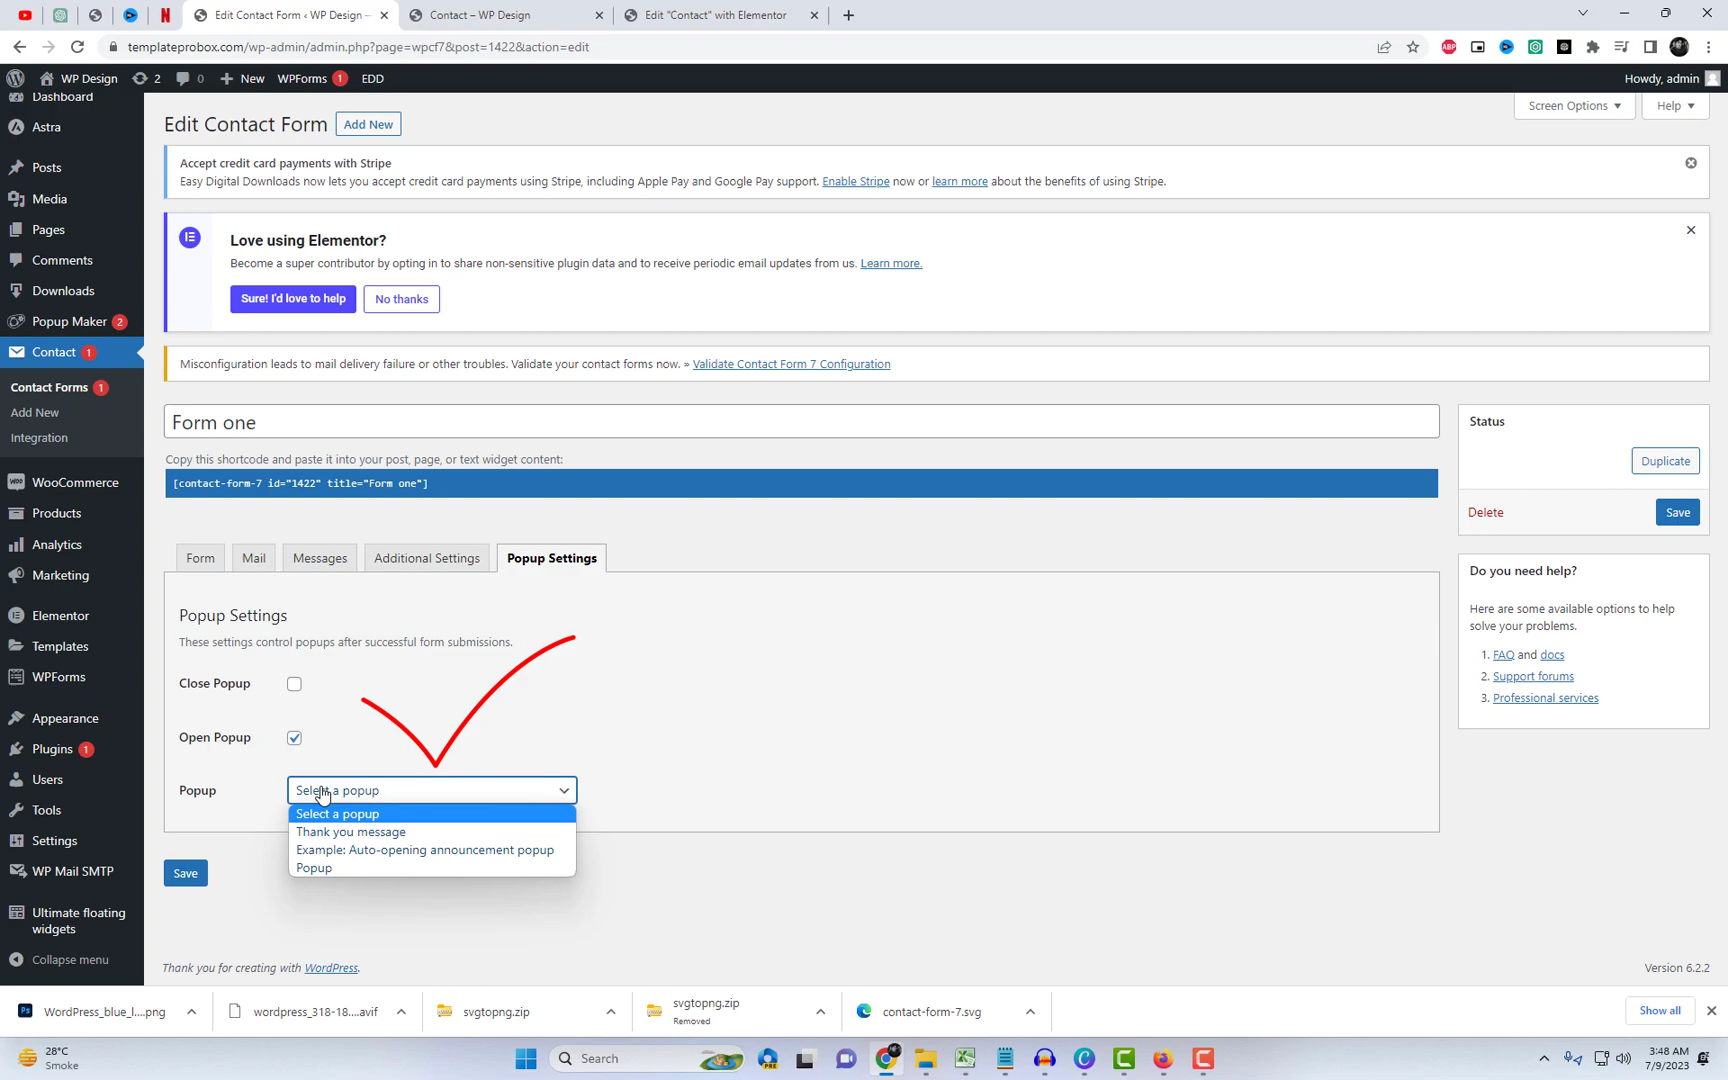 Edit Contact Form ‹ WP Design –
Contact – WP Design
Edit "Contact" with Elementor
templateprobox.com/wp-admin/admin.php?page=wpcf7&post=1422&action=edit
ABP
WP Design
2
0
New
WPForms 1
EDD
Howdy, admin
Dashboard
Astra
Posts
Media
Pages
Comments
Downloads
Popup Maker 2
Contact 1
Contact Forms 1
Add New
Integration
WooCommerce
Products
Analytics
Marketing
Elementor
Templates
WPForms
Appearance
Plugins 1
Users
Tools
Settings
WP Mail SMTP
Ultimate floating
widgets
Collapse menu
Screen Options
Help
Edit Contact Form
Add New
Accept credit card payments with Stripe
Easy Digital Downloads now lets you accept credit card payments using Stripe, including Apple Pay and Google Pay support. Enable Stripe now or learn more about the benefits of using Stripe.
Love using Elementor?
Become a super contributor by opting in to share non-sensitive plugin data and to receive periodic email updates from us. Learn more.
Sure! I'd love to help
No thanks
Misconfiguration leads to mail delivery failure or other troubles. Validate your contact forms now. » Validate Contact Form 7 Configuration
Form one
Copy this shortcode and paste it into your post, page, or text widget content:
[contact-form-7 id="1422" title="Form one"]
Form
Mail
Messages
Additional Settings
Popup Settings
Popup Settings
These settings control popups after successful form submissions.
Close Popup
Open Popup
Popup
Select a popup
Select a popup
Thank you message
Example: Auto-opening announcement popup
Popup
Save
Status
Duplicate
Delete
Save
Do you need help?
Here are some available options to help
solve your problems.
1. FAQ and docs
2. Support forums
3. Professional services
Thank you for creating with WordPress.
Version 6.2.2
WordPress_blue_l....png
wordpress_318-18....avif
svgtopng.zip
svgtopng.zip
Removed
contact-form-7.svg
Show all
28°C
Smoke
Search
PRE
3:48 AM
7/9/2023